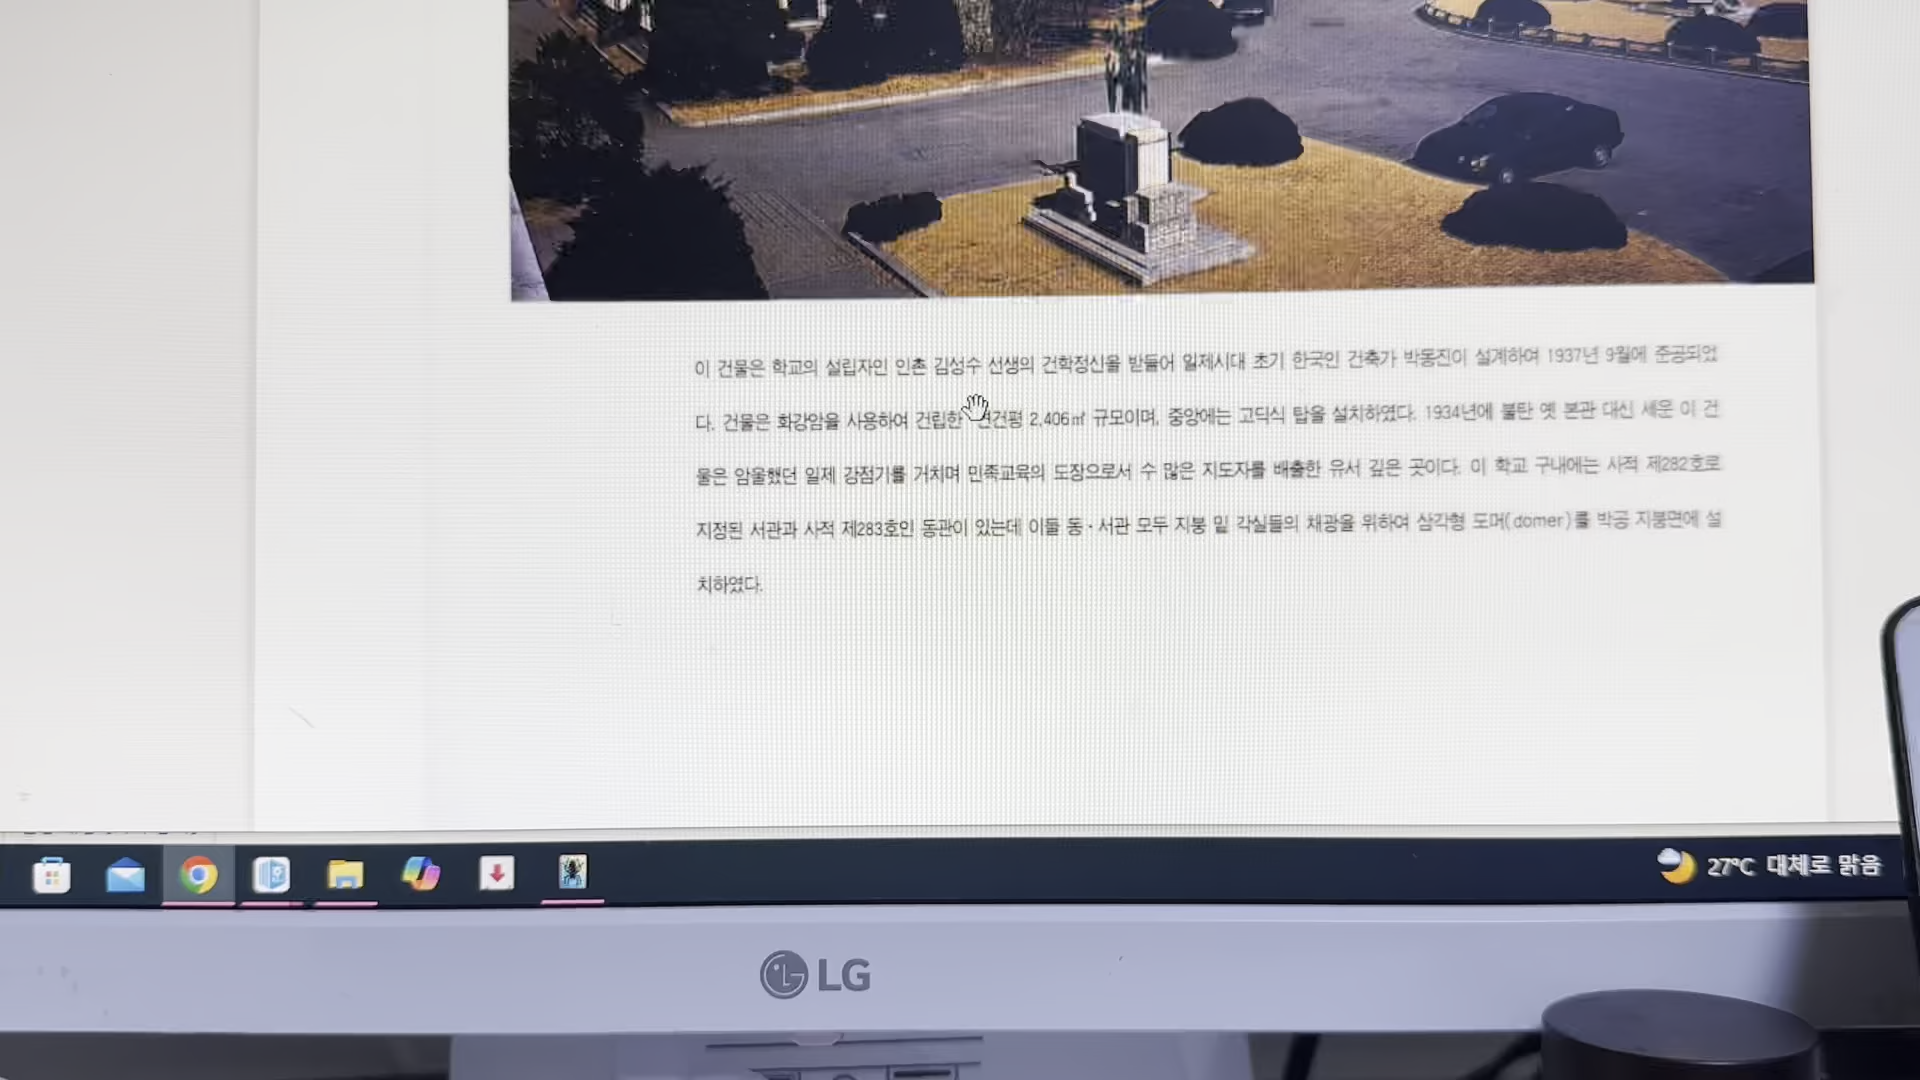 이 건물은 학교의 설립자인 인촌 김성수 선생의 건학정신을 받들어 일제시대 초기 한국인 건축가 박동진이 설계하여 1937년 9월에 준공되었
다. 건물은 화강암을 사용하여 건립한 연건평 2,406㎡ 규모이며, 중앙에는 고딕식 탑을 설치하였다. 1934년에 불탄 옛 본관 대신 세운 이 건
물은 암울했던 일제 강점기를 거치며 민족교육의 도장으로서 수 많은 지도자를 배출한 유서 깊은 곳이다. 이 학교 구내에는 사적 제282호로
지정된 서관과 사적 제283호인 동관이 있는데 이들 동·서관 모두 지붕 밑 각실들의 채광을 위하여 삼각형 도머(domer)를 박공 지붕면에 설
치하였다.
27°C 대체로 맑음
LG